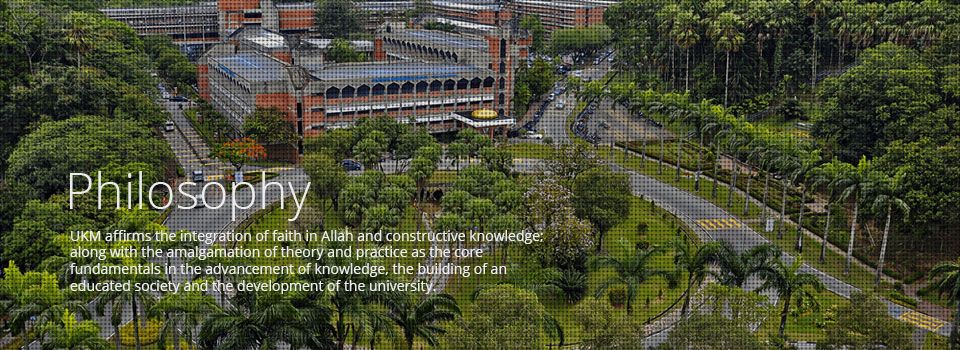 Philosophy
UKM affirms the integration of faith in Allah and constructive knowledge;
along with the amalgamation of theory and practice as the core
fundamentals in the advancement of knowledge, the building of an
educated society and the development of the university.